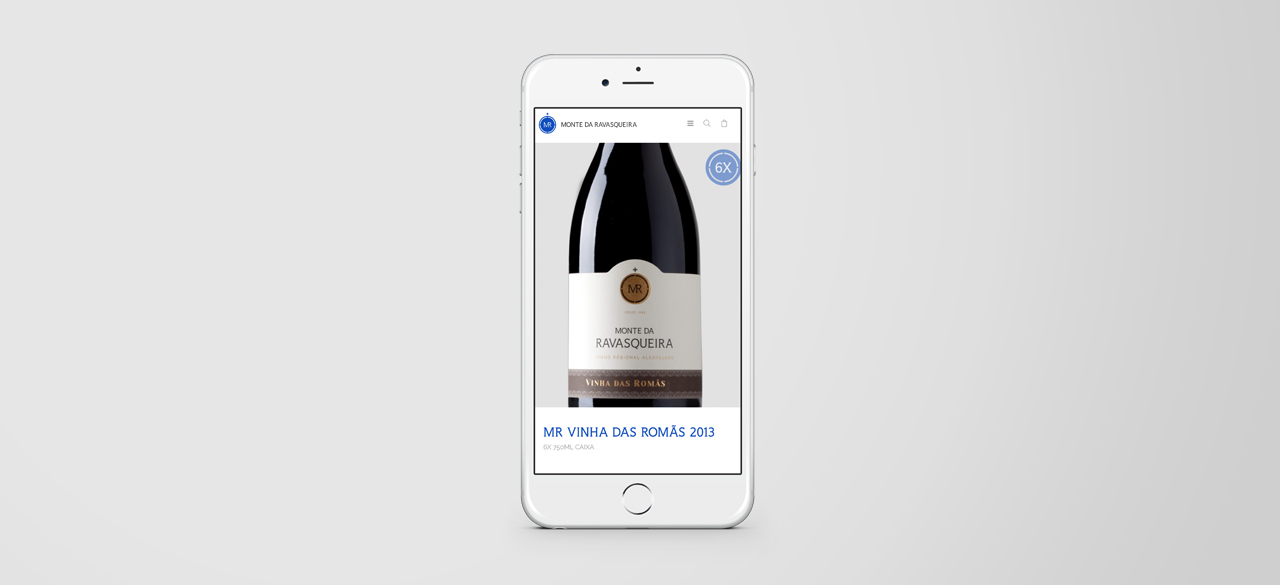 MR
MONTE DA RAVASQUEIRA
6X
MR
MONTE DA
RAVASQUEIRA
VINHO REGIONAL ALENTEJANO
VINHA DAS ROMÃS
MR VINHA DAS ROMÃS 2013
6X 750ML CAIXA